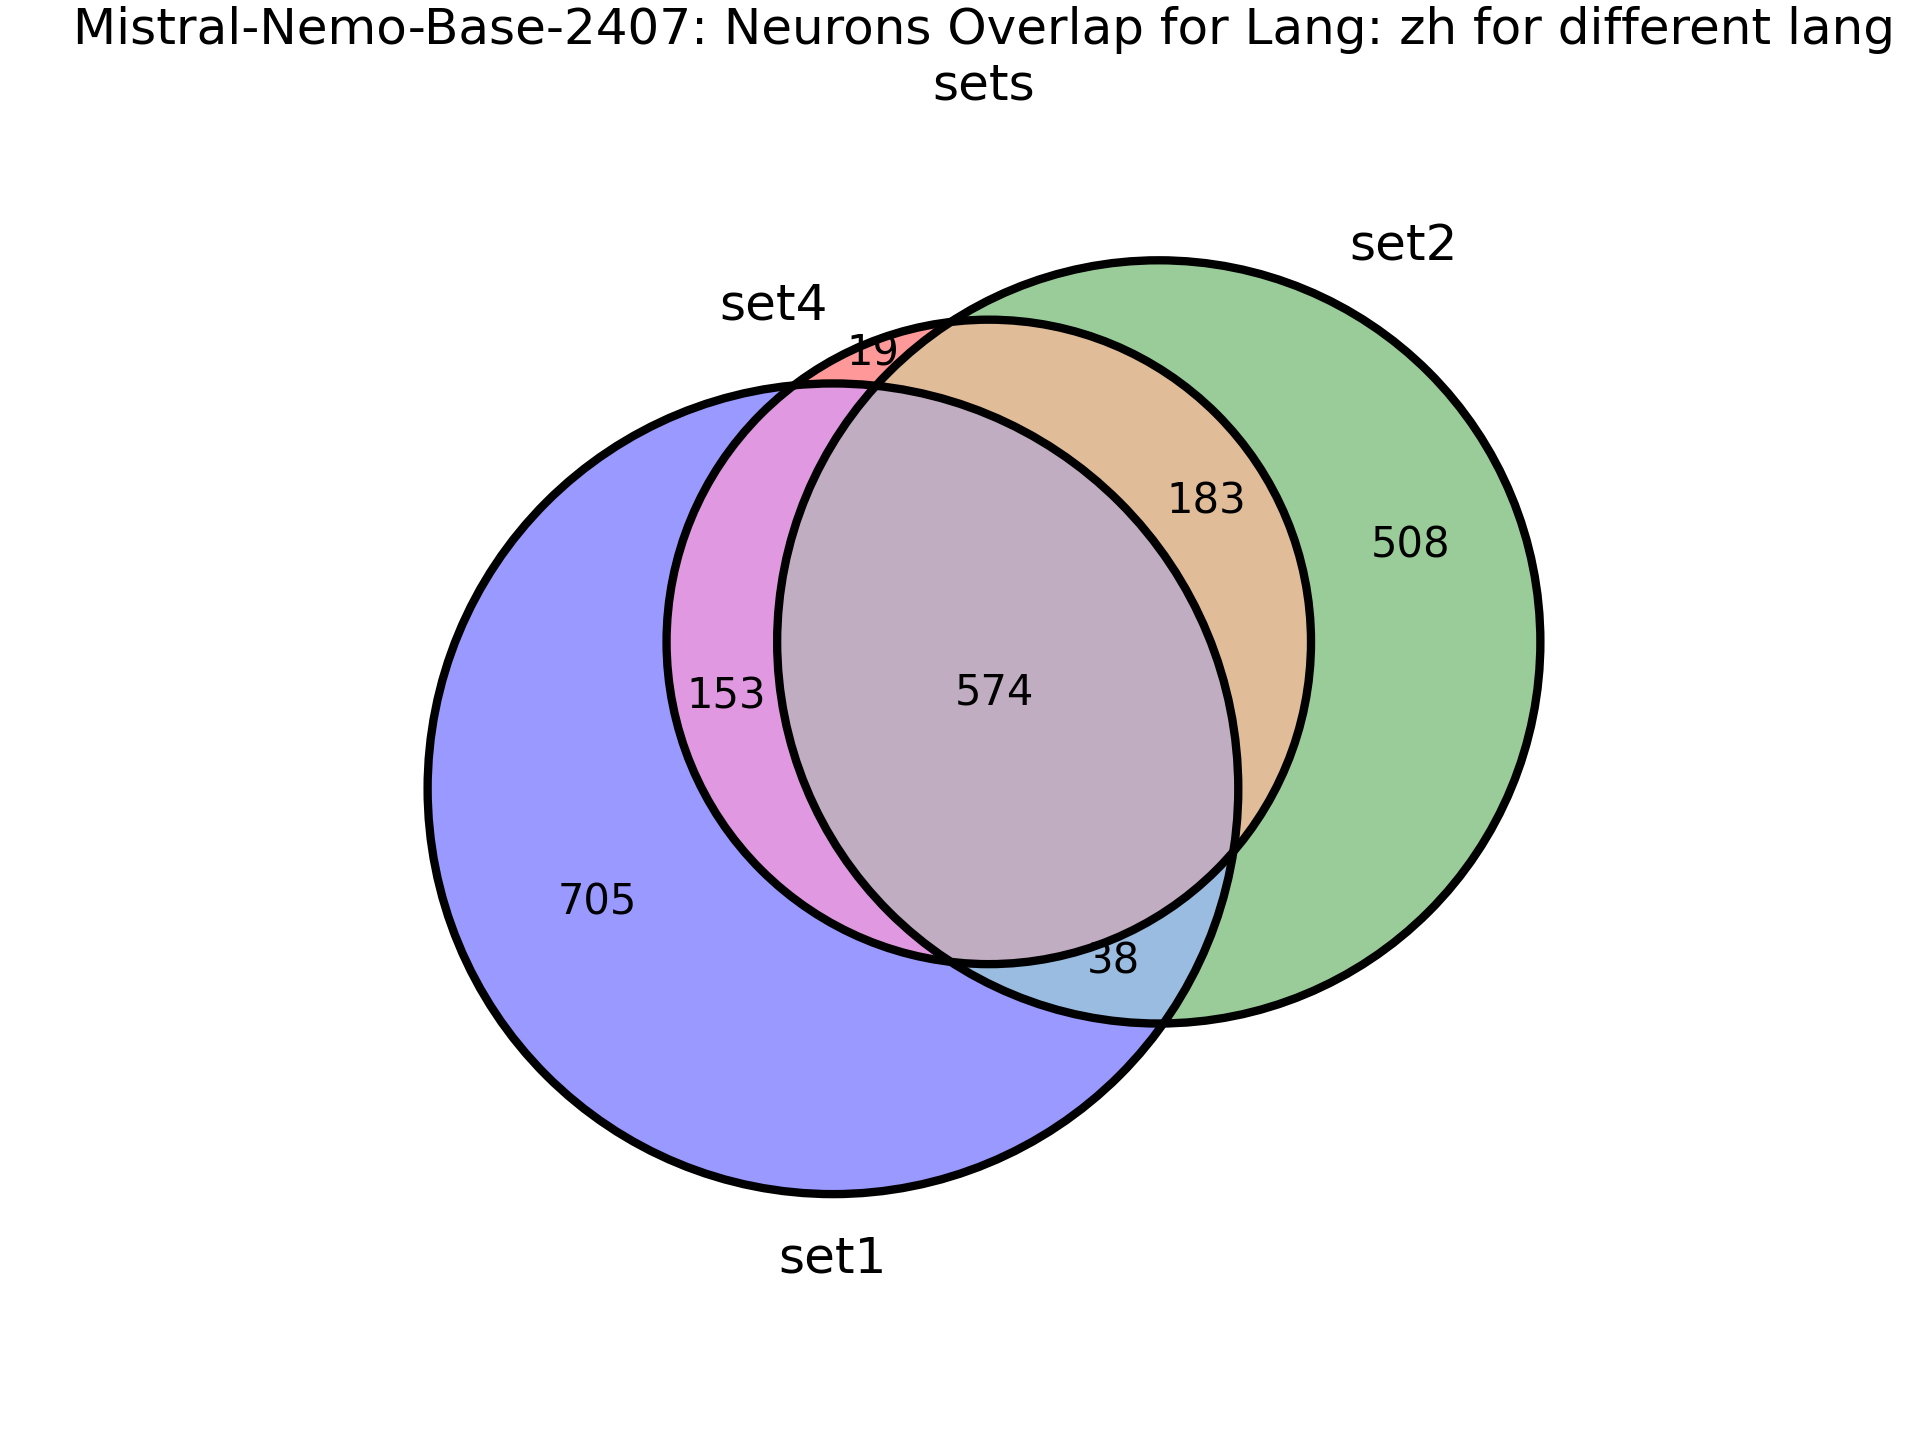 Mistral-Nemo-Base-2407: Neurons Overlap for Lang: zh for different lang
sets
set2
set4
19
183
508
574
153
705
38
set1